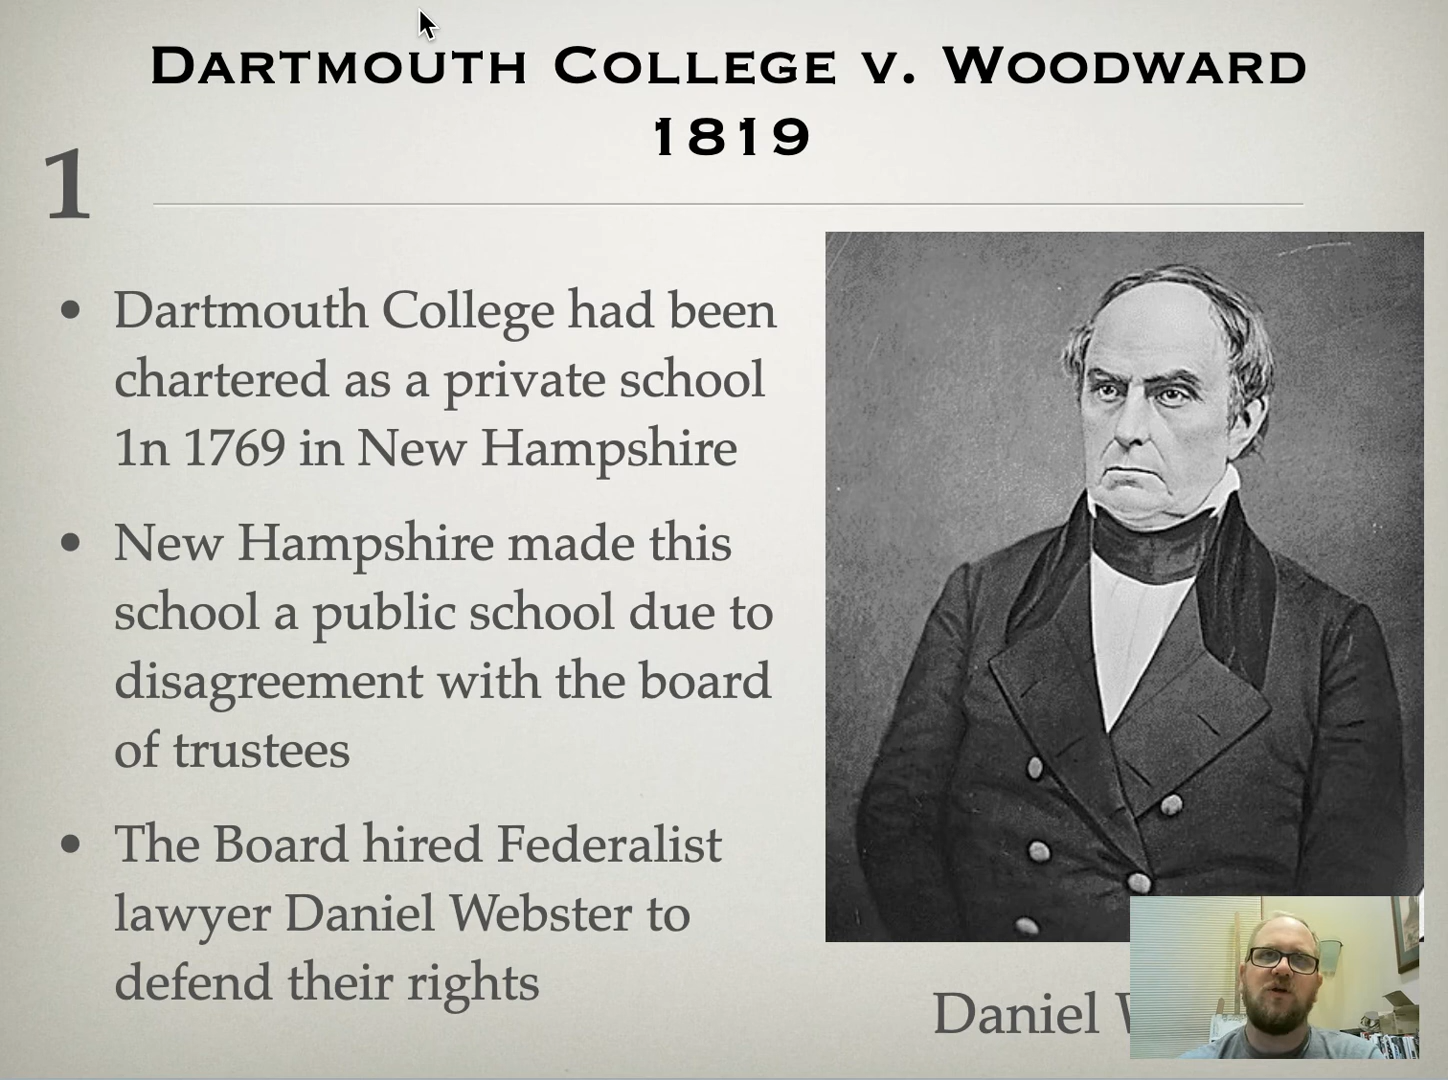 DARTMOUTH COLLEGE V. WOODWARD
1819
1
• Dartmouth College had been
chartered as a private school
1n 1769 in New Hampshire
• New Hampshire made this
school a public school due to
disagreement with the board
of trustees
• The Board hired Federalist
lawyer Daniel Webster to
defend their rights
Daniel